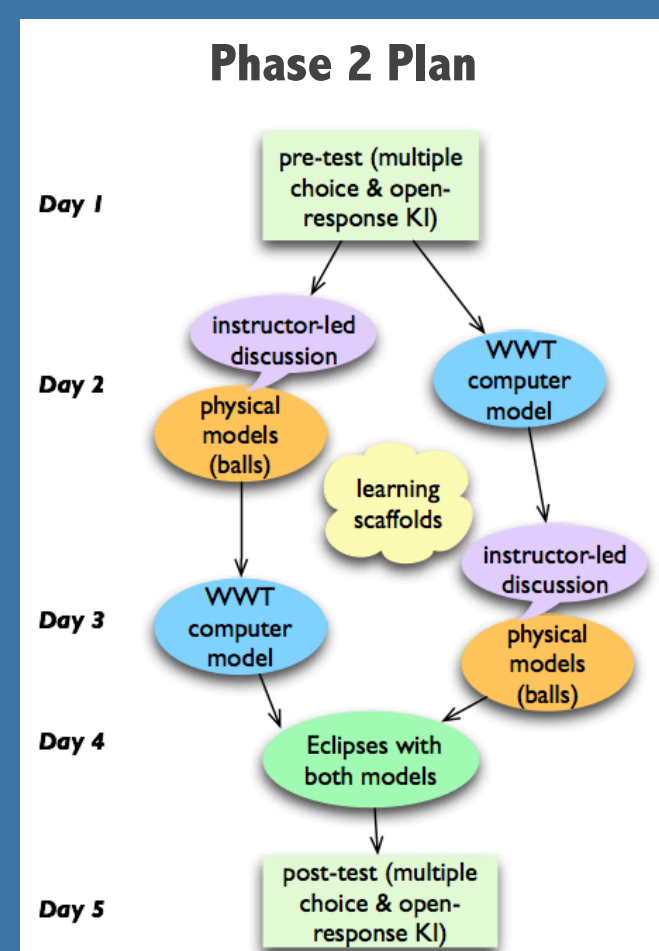 Phase 2 Plan
Day 1
pre-test (multiple
choice & open-
response KI)
instructor-led
discussion
Day 2
physical
models
(balls)
WWT
computer
model
learning
scaffolds
Day 3
WWT
computer
model
instructor-led
discussion
physical
models
(balls)
Day 4
Eclipses with
both models
Day 5
post-test (multiple
choice & open-
response KI)